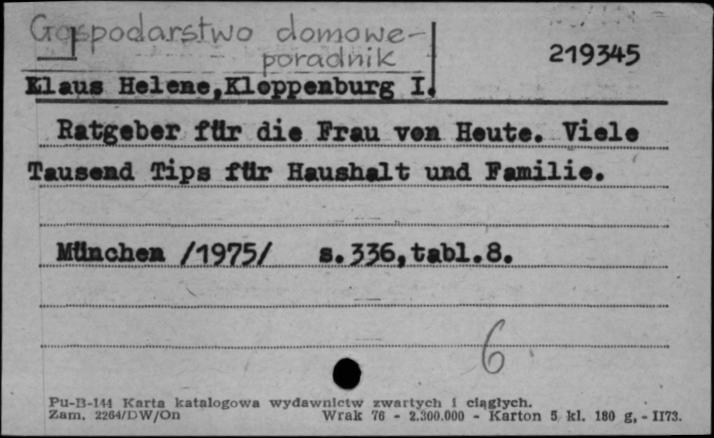 Gospodarstwo domowe-
poradnik
219345
Klaus Helene,Kloppenburg I.
Ratgeber für die Frau von Heute. Viele
Tausend Tips für Haushalt und Familie.
München /1975/ s.336,tabl.8.
6
Pu-B-144 Karta katalogowa wydawnictw zwartych i ciągłych.
Zam. 2264/DW/On Wrak 76 - 2.300.000 - Karton 5 kl. 180 g, - II73.